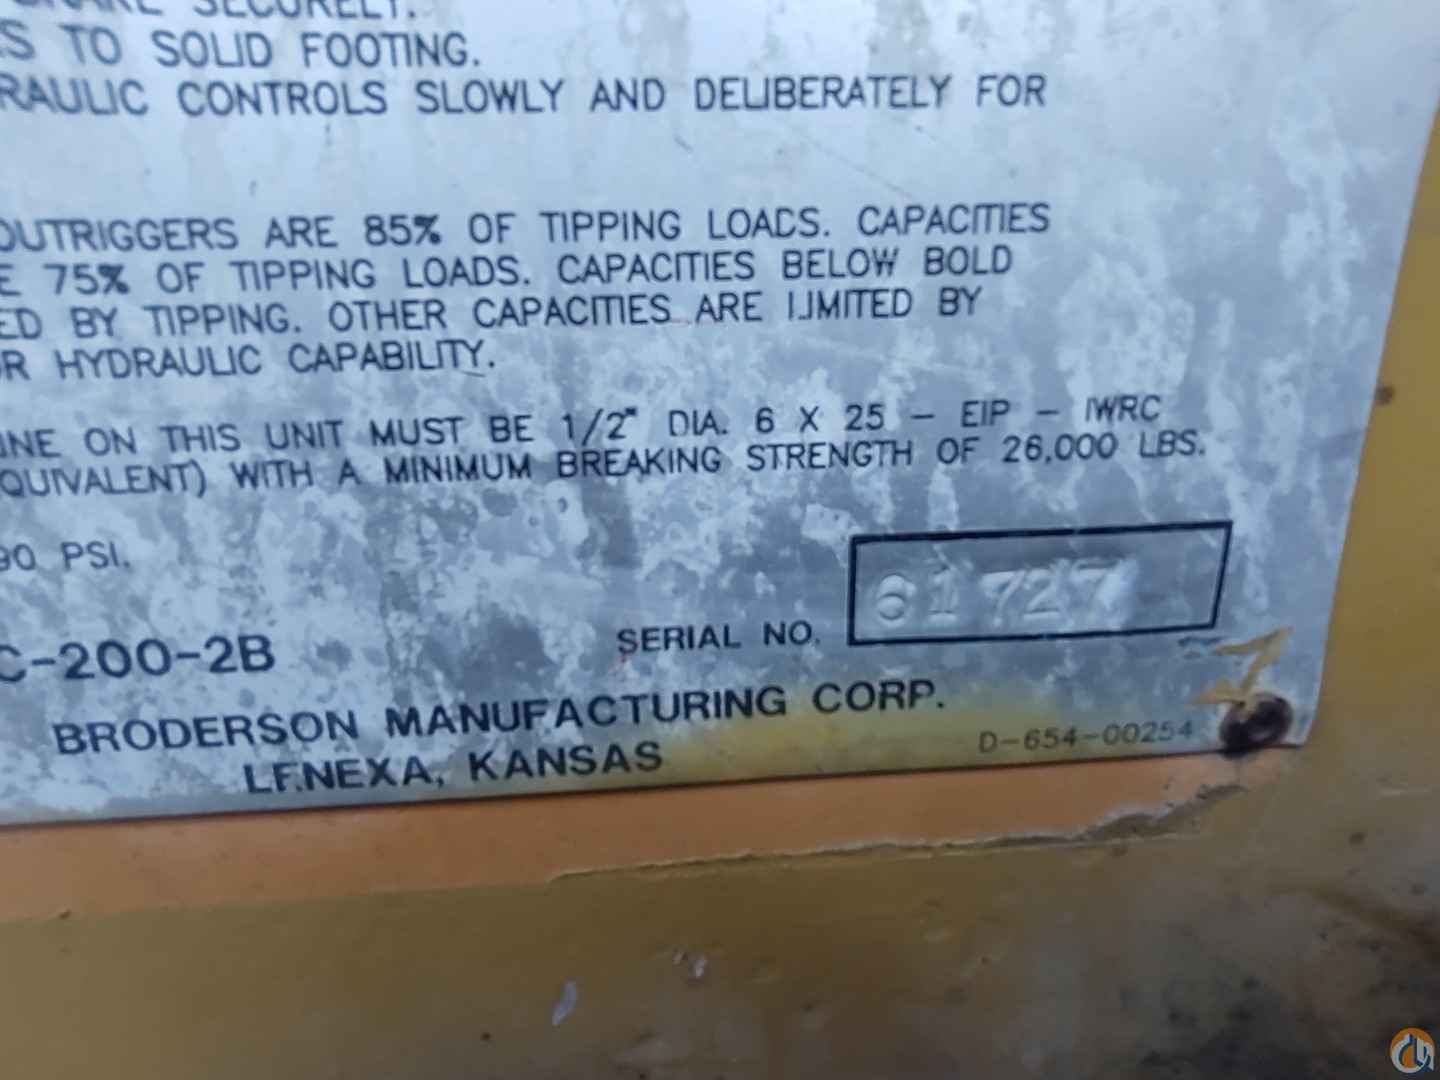 SECURELY.
TO SOLID FOOTING.
RAULIC CONTROLS SLOWLY AND DELIBERATELY FOR
OUTRIGGERS ARE 85% OF TIPPING LOADS. CAPACITIES
E 75% OF TIPPING LOADS. CAPACITIES BELOW BOLD
ED BY TIPPING. OTHER CAPACITIES ARE LIMITED BY
R HYDRAULIC CAPABILITY.
INE ON THIS UNIT MUST BE 1/2" DIA. 6 X 25 - EIP - IWRC
QUIVALENT) WITH A MINIMUM BREAKING STRENGTH OF 26,000 LBS.
90 PSI.
SERIAL NO. 61727
C-200-2B
BRODERSON MANUFACTURING CORP.
LENEXA, KANSAS
D-654-00254